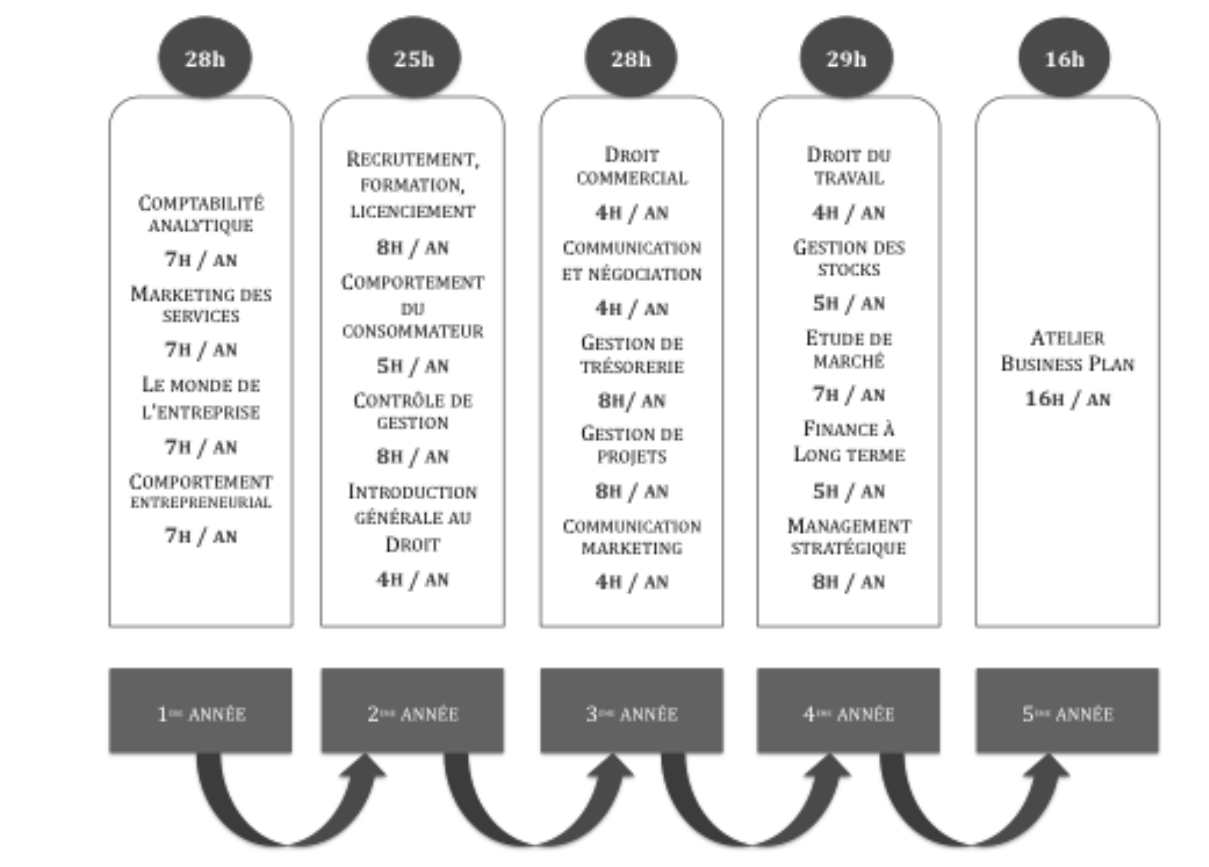 28h
COMPTABILITÉ
ANALYTIQUE
7H / AN
MARKETING DES
SERVICES
7H / AN
LE MONDE DE
L'ENTREPRISE
7H / AN
COMPORTEMENT
ENTREPRENEURIAL
7H / AN
1ÈRE ANNÉE
25h
RECRUTEMENT,
FORMATION,
LICENCIEMENT
8H / AN
COMPORTEMENT
DU
CONSOMMATEUR
5H / AN
CONTRÔLE DE
GESTION
8H / AN
INTRODUCTION
GÉNÉRALE AU
DROIT
4H / AN
2ÈME ANNÉE
28h
DROIT
COMMERCIAL
4H / AN
COMMUNICATION
ET NÉGOCIATION
4H / AN
GESTION DE
TRÉSORERIE
8H/ AN
GESTION DE
PROJETS
8H / AN
COMMUNICATION
MARKETING
4H / AN
3ÈME ANNÉE
29h
DROIT DU
TRAVAIL
4H / AN
GESTION DES
STOCKS
5H / AN
ETUDE DE
MARCHÉ
7H / AN
FINANCE À
LONG TERME
5H / AN
MANAGEMENT
STRATÉGIQUE
8H / AN
4ÈME ANNÉE
16h
ATELIER
BUSINESS PLAN
16H / AN
5ÈME ANNÉE